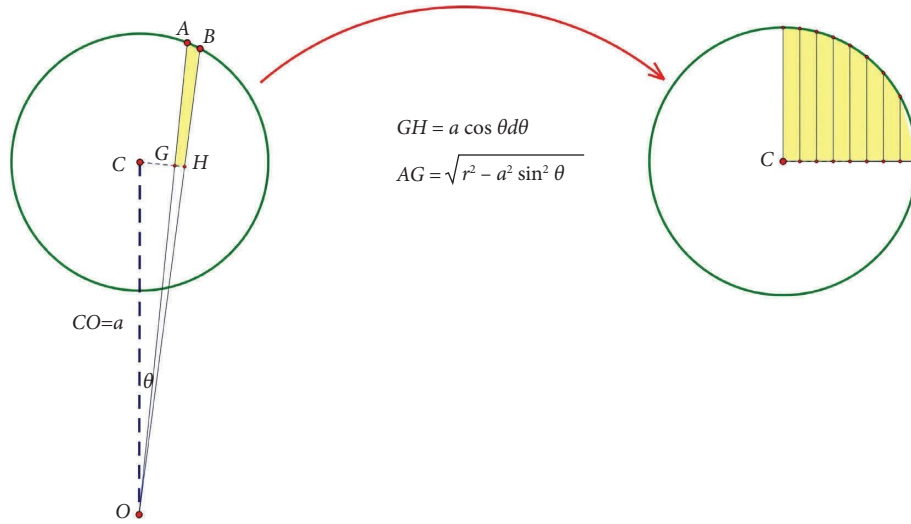 A B
GH = a cos θdθ
C G H
AG = √r² − a² sin² θ
C
CO=a
θ
O